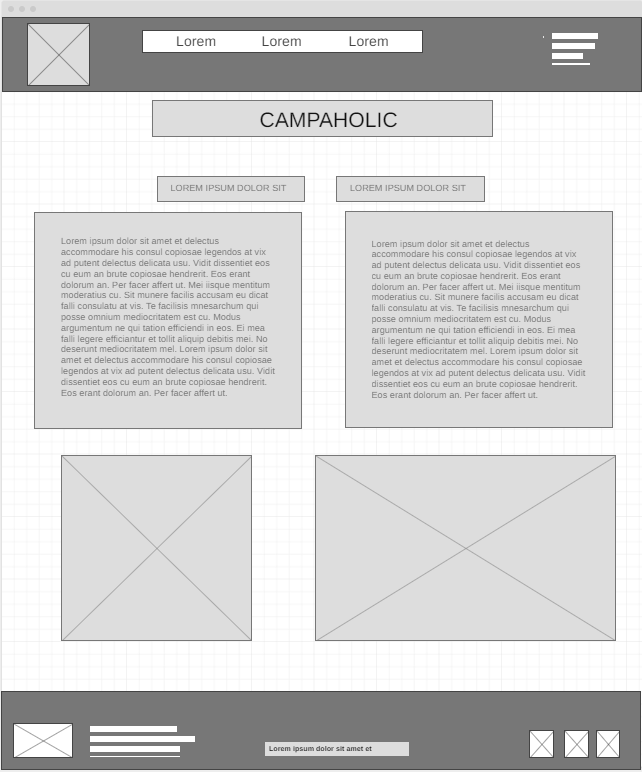 Lorem Lorem Lorem
CAMPAHOLIC
LOREM IPSUM DOLOR SIT
LOREM IPSUM DOLOR SIT
Lorem ipsum dolor sit amet et delectus
accommodare his consul copiosae legendos at vix
ad putent delectus delicata usu. Vidit dissentiet eos
cu eum an brute copiosae hendrerit. Eos erant
dolorum an. Per facer affert ut. Mei iisque mentitum
moderatius cu. Sit munere facilis accusam eu dicat
falli consulatu at vis. Te facilisis mnesarchum qui
posse omnium mediocritatem est cu. Modus
argumentum ne qui tation efficiendi in eos. Ei mea
falli legere efficiantur et tollit aliquip debitis mei. No
deserunt mediocritatem mel. Lorem ipsum dolor sit
amet et delectus accommodare his consul copiosae
legendos at vix ad putent delectus delicata usu. Vidit
dissentiet eos cu eum an brute copiosae hendrerit.
Eos erant dolorum an. Per facer affert ut.
Lorem ipsum dolor sit amet et delectus
accommodare his consul copiosae legendos at vix
ad putent delectus delicata usu. Vidit dissentiet eos
cu eum an brute copiosae hendrerit. Eos erant
dolorum an. Per facer affert ut. Mei iisque mentitum
moderatius cu. Sit munere facilis accusam eu dicat
falli consulatu at vis. Te facilisis mnesarchum qui
posse omnium mediocritatem est cu. Modus
argumentum ne qui tation efficiendi in eos. Ei mea
falli legere efficiantur et tollit aliquip debitis mei. No
deserunt mediocritatem mel. Lorem ipsum dolor sit
amet et delectus accommodare his consul copiosae
legendos at vix ad putent delectus delicata usu. Vidit
dissentiet eos cu eum an brute copiosae hendrerit.
Eos erant dolorum an. Per facer affert ut.
Lorem ipsum dolor sit amet et